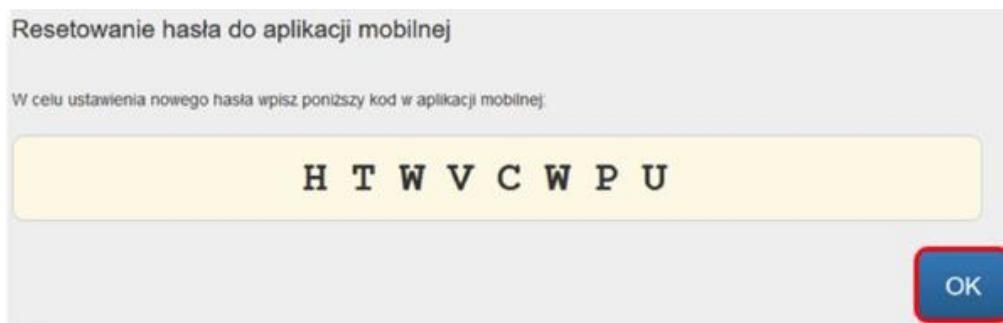 Resetowanie hasła do aplikacji mobilnej
W celu ustawienia nowego hasła wpisz poniższy kod w aplikacji mobilnej:
H T W V C W P U
OK